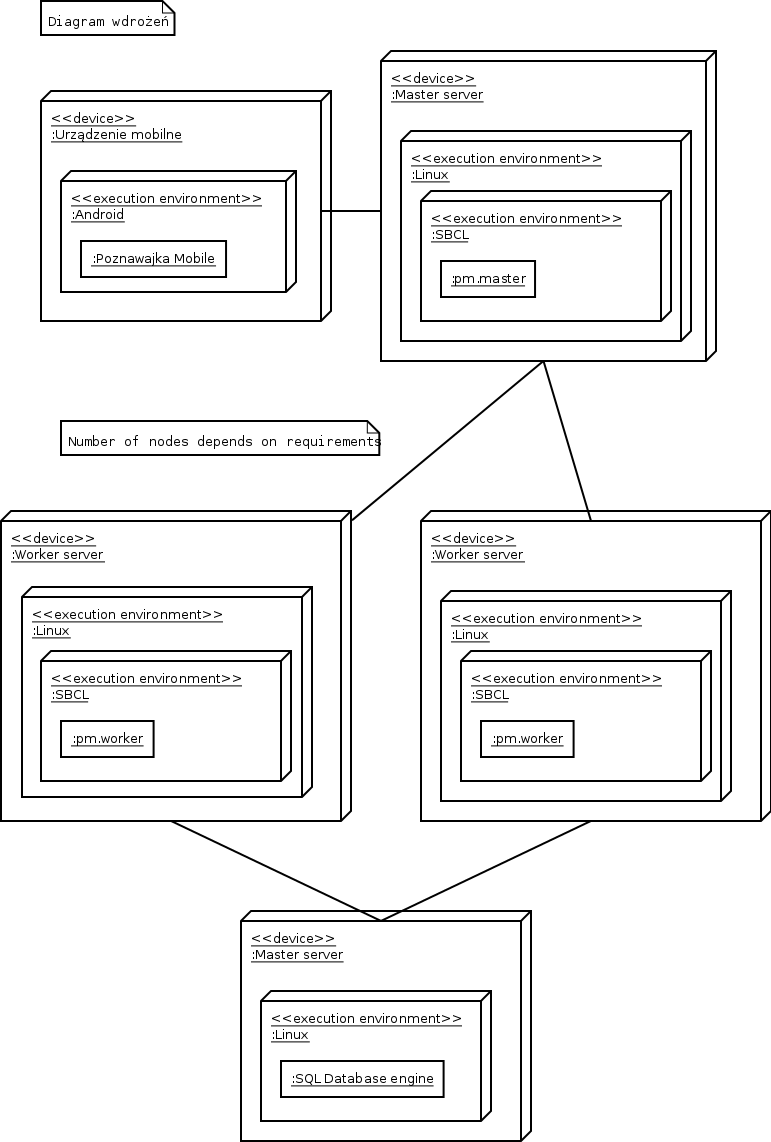 Diagram wdrożeń
<<device>>
:Urządzenie mobilne
<<execution environment>>
:Android
:Poznawajka Mobile
<<device>>
:Master server
<<execution environment>>
:Linux
<<execution environment>>
:SBCL
:pm.master
Number of nodes depends on requirements
<<device>>
:Worker server
<<execution environment>>
:Linux
<<execution environment>>
:SBCL
:pm.worker
<<device>>
:Worker server
<<execution environment>>
:Linux
<<execution environment>>
:SBCL
:pm.worker
<<device>>
:Master server
<<execution environment>>
:Linux
:SQL Database engine